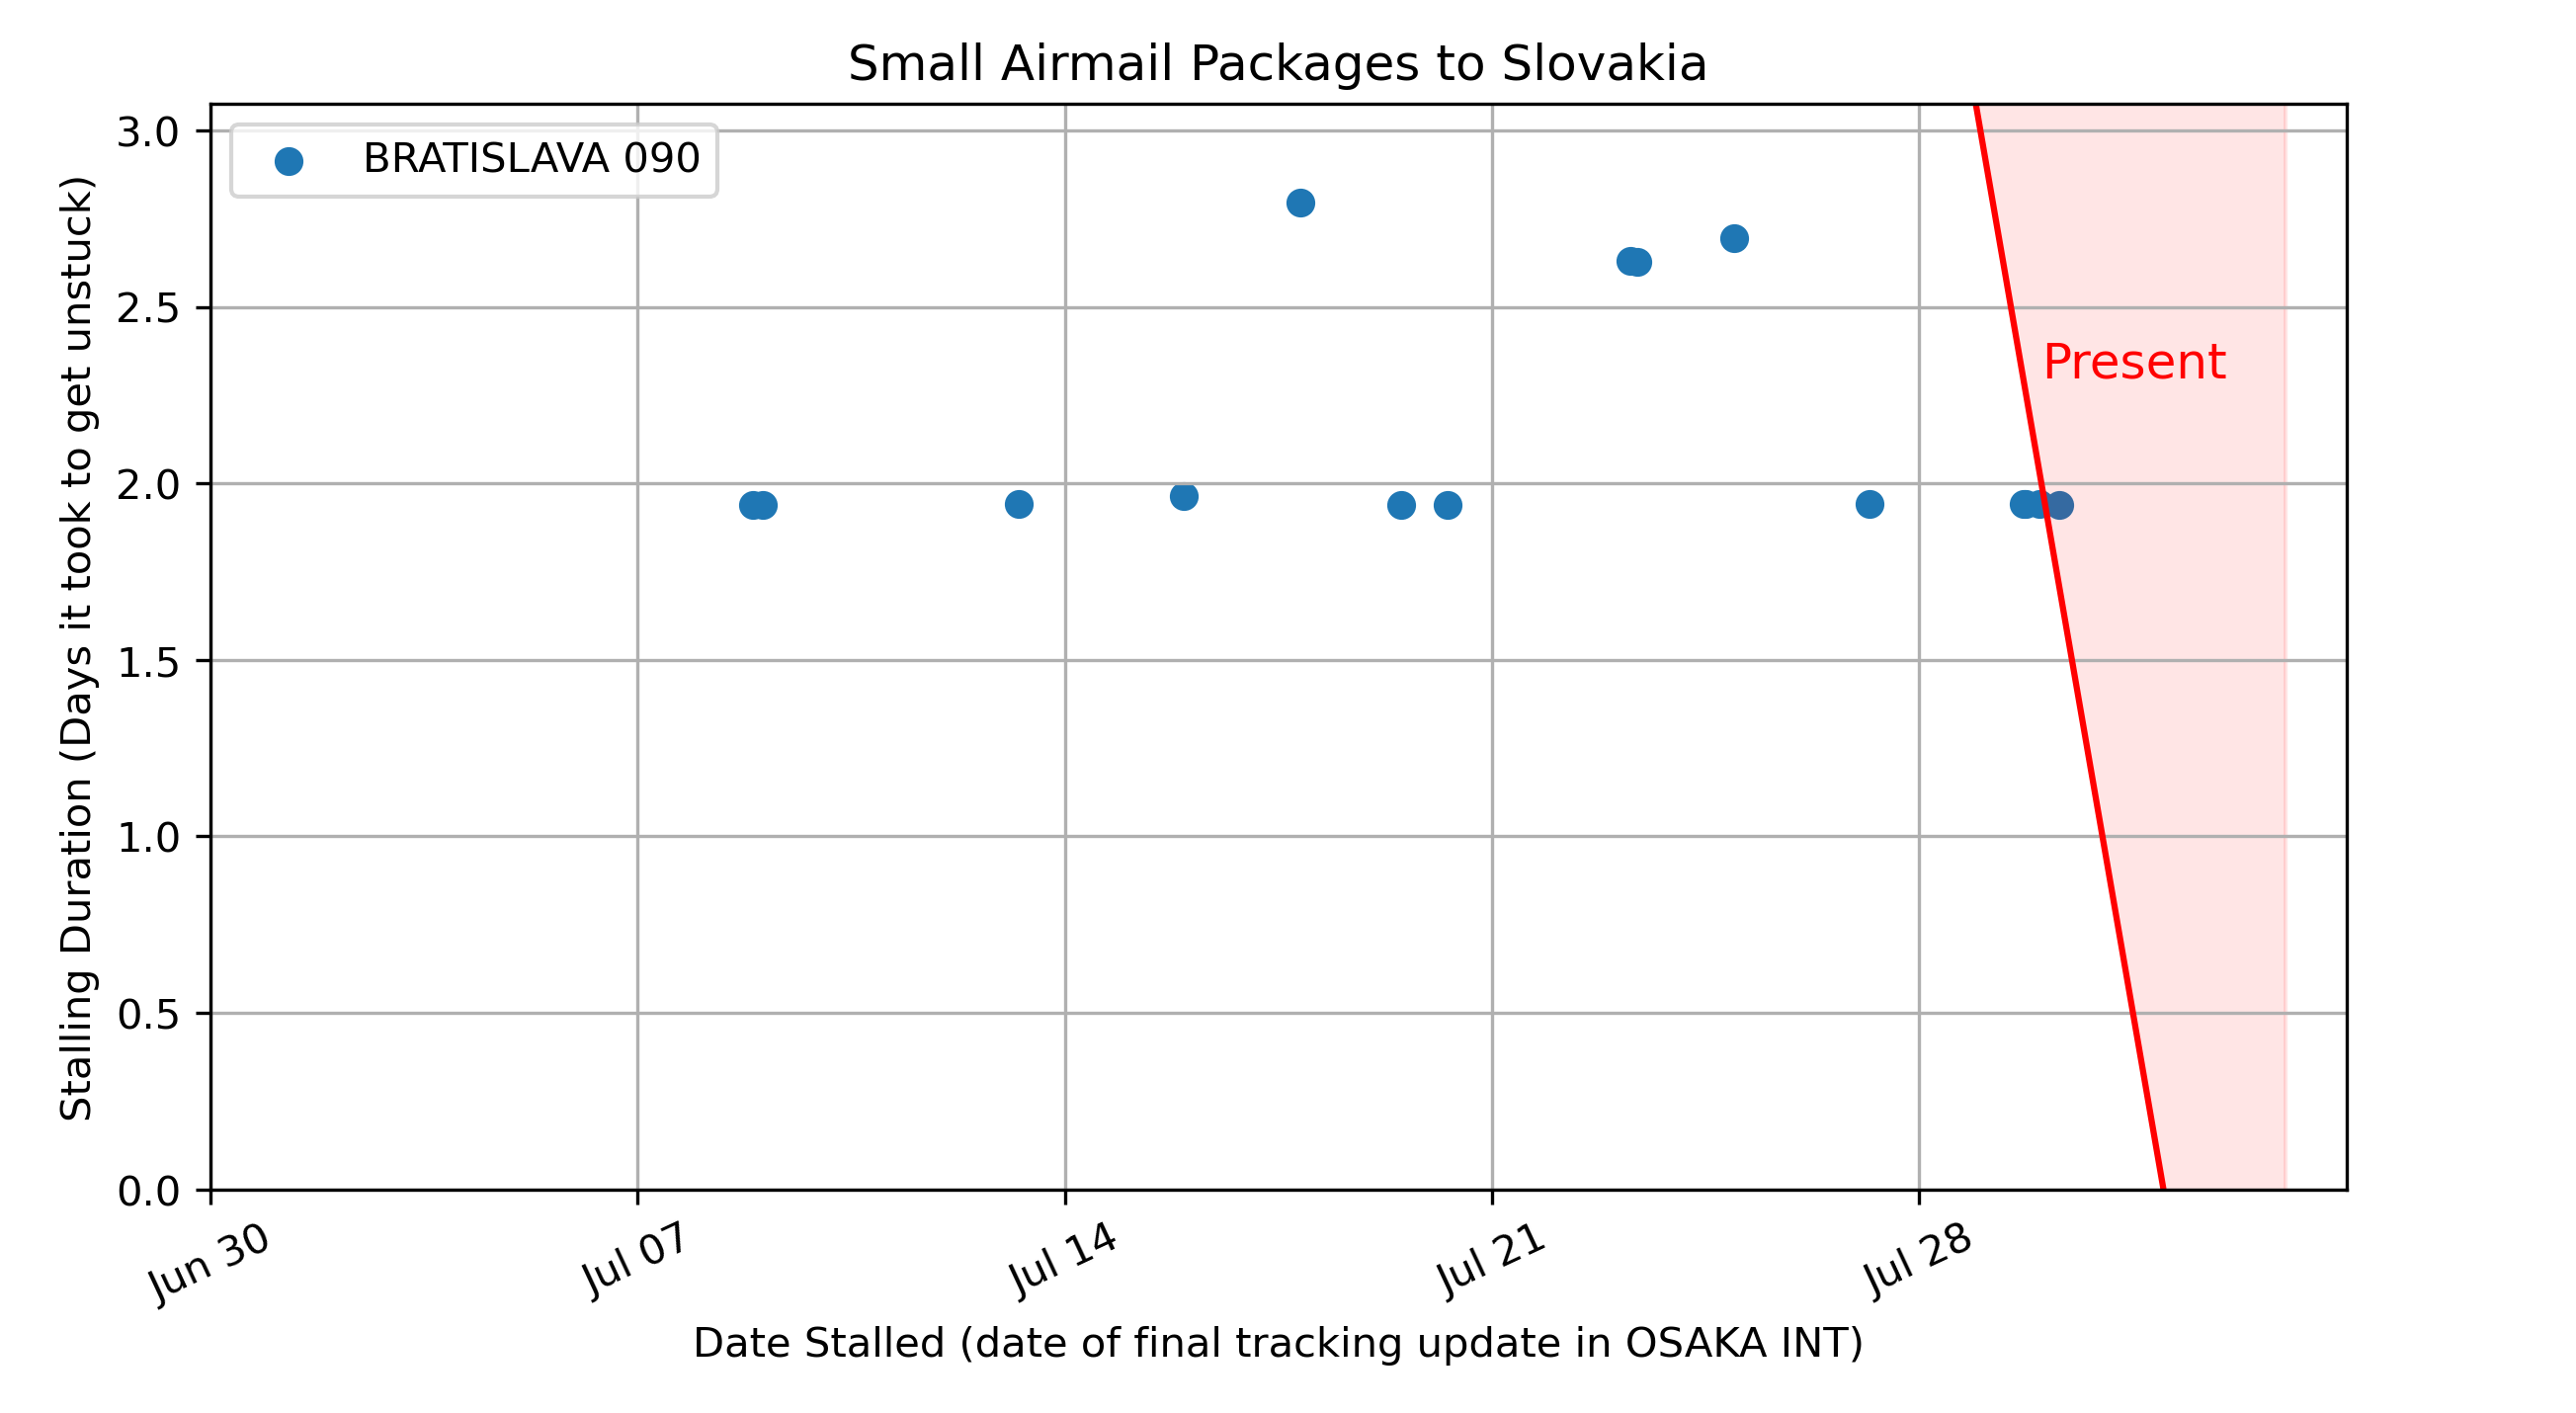 Small Airmail Packages to Slovakia
BRATISLAVA 090
Present
Stalling Duration (Days it took to get unstuck)
3.0
2.5
2.0
1.5
1.0
0.5
0.0
Jun 30
Jul 07
Jul 14
Jul 21
Jul 28
Date Stalled (date of final tracking update in OSAKA INT)